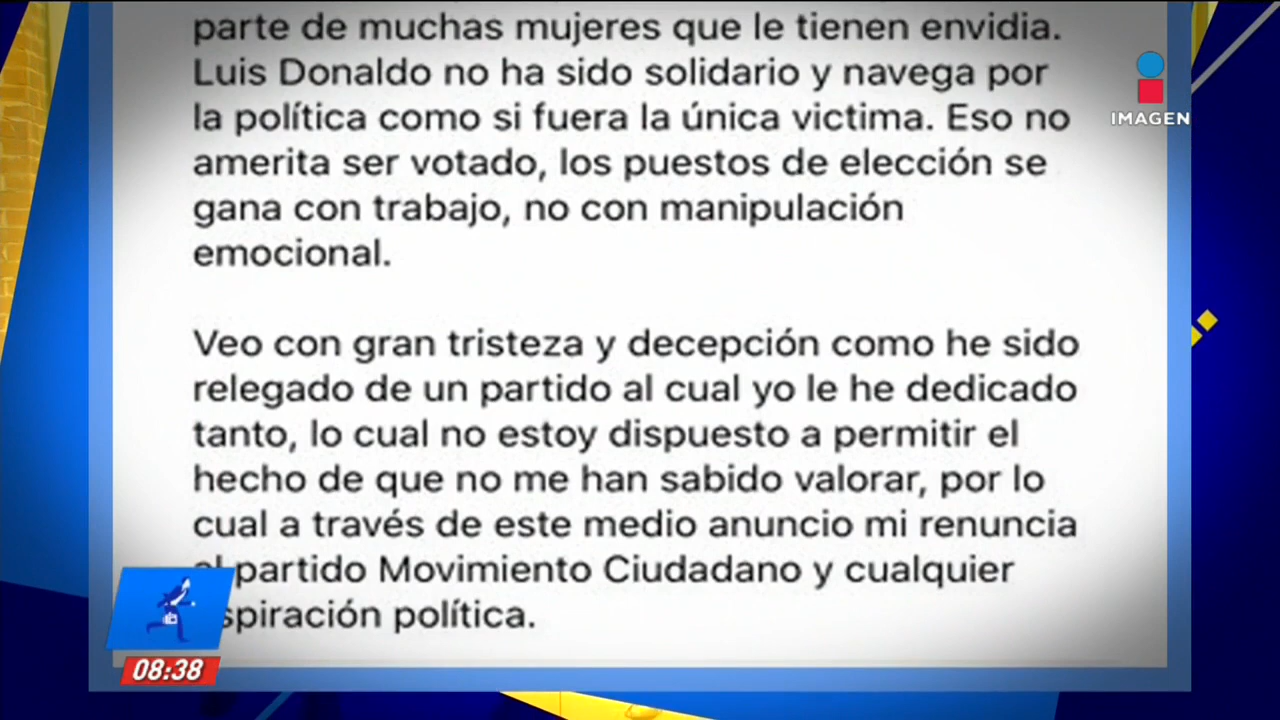 parte de muchas mujeres que le tienen envidia.
Luis Donaldo no ha sido solidario y navega por
la política como si fuera la única victima. Eso no
amerita ser votado, los puestos de elección se
gana con trabajo, no con manipulación
emocional.
Veo con gran tristeza y decepción como he sido
relegado de un partido al cual yo le he dedicado
tanto, lo cual no estoy dispuesto a permitir el
hecho de que no me han sabido valorar, por lo
cual a través de este medio anuncio mi renuncia
al partido Movimiento Ciudadano y cualquier
spiración política.
IMAGEN
08:38